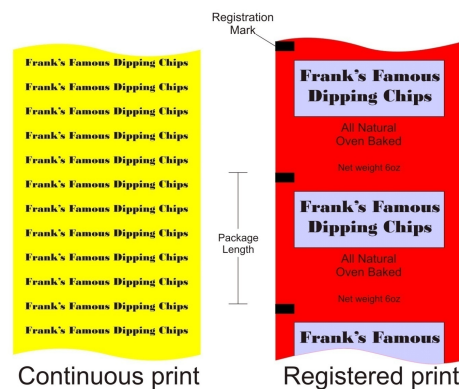 Frank's Famous Dipping Chips
Frank's Famous Dipping Chips
Frank's Famous Dipping Chips
Frank's Famous Dipping Chips
Frank's Famous Dipping Chips
Frank's Famous Dipping Chips
Frank's Famous Dipping Chips
Frank's Famous Dipping Chips
Frank's Famous Dipping Chips
Frank's Famous Dipping Chips
Frank's Famous Dipping Chips
Frank's Famous Dipping Chips
Continuous print
Registration
Mark
Package
Length
Frank's Famous
Dipping Chips
All Natural
Oven Baked
Net weight 6oz
Frank's Famous
Dipping Chips
All Natural
Oven Baked
Net weight 6oz
Frank's Famous
Registered print